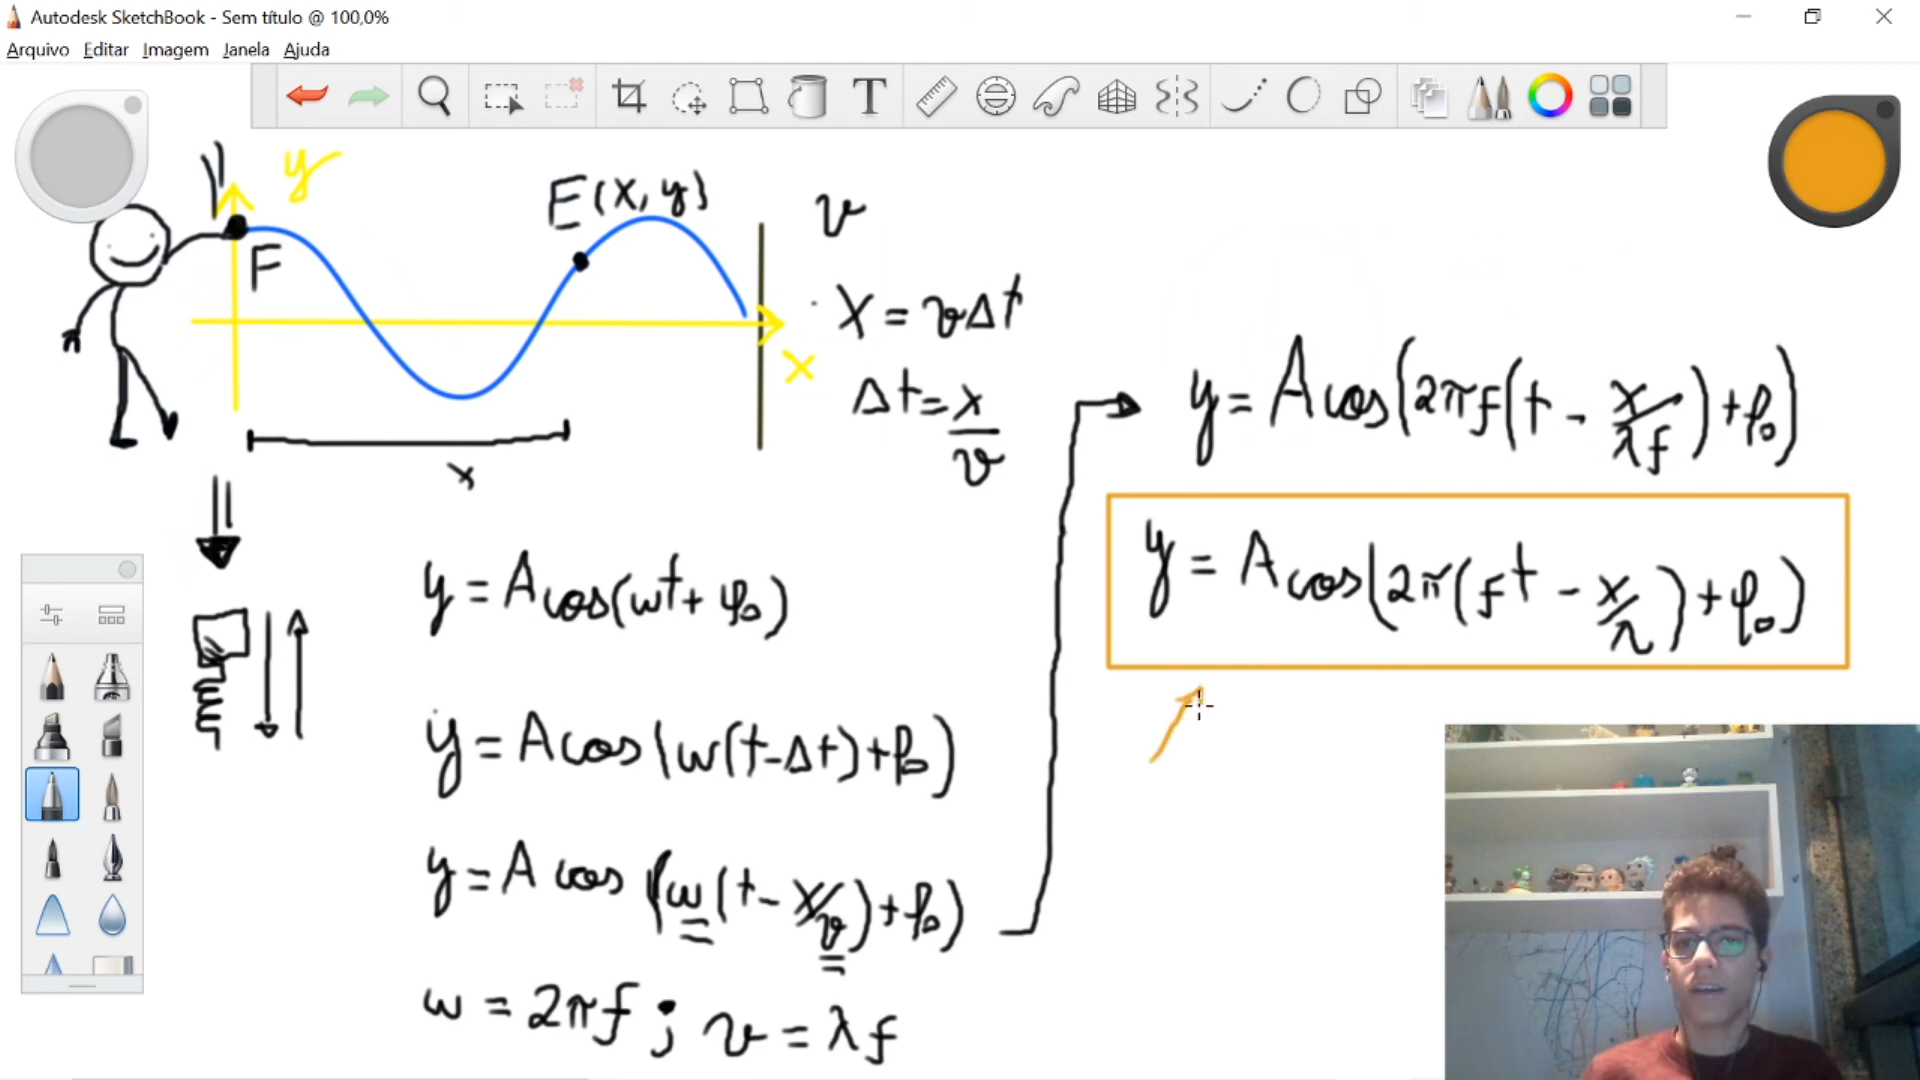 Autodesk SketchBook - Sem título @ 100,0%
Arquivo Editar Imagem Janela Ajuda
T
y
E(x, y)
v
F
X = vΔt
x
Δt = x/v
x
y = A cos(2πf(t - x/λf) + φ₀)
y = A cos(2π(ft - x/λ) + φ₀)
y = A cos(wt + φ₀)
y = A cos(w(t - Δt) + φ₀)
y = A cos(w(t - x/v) + φ₀)
w = 2πf ; v = λf